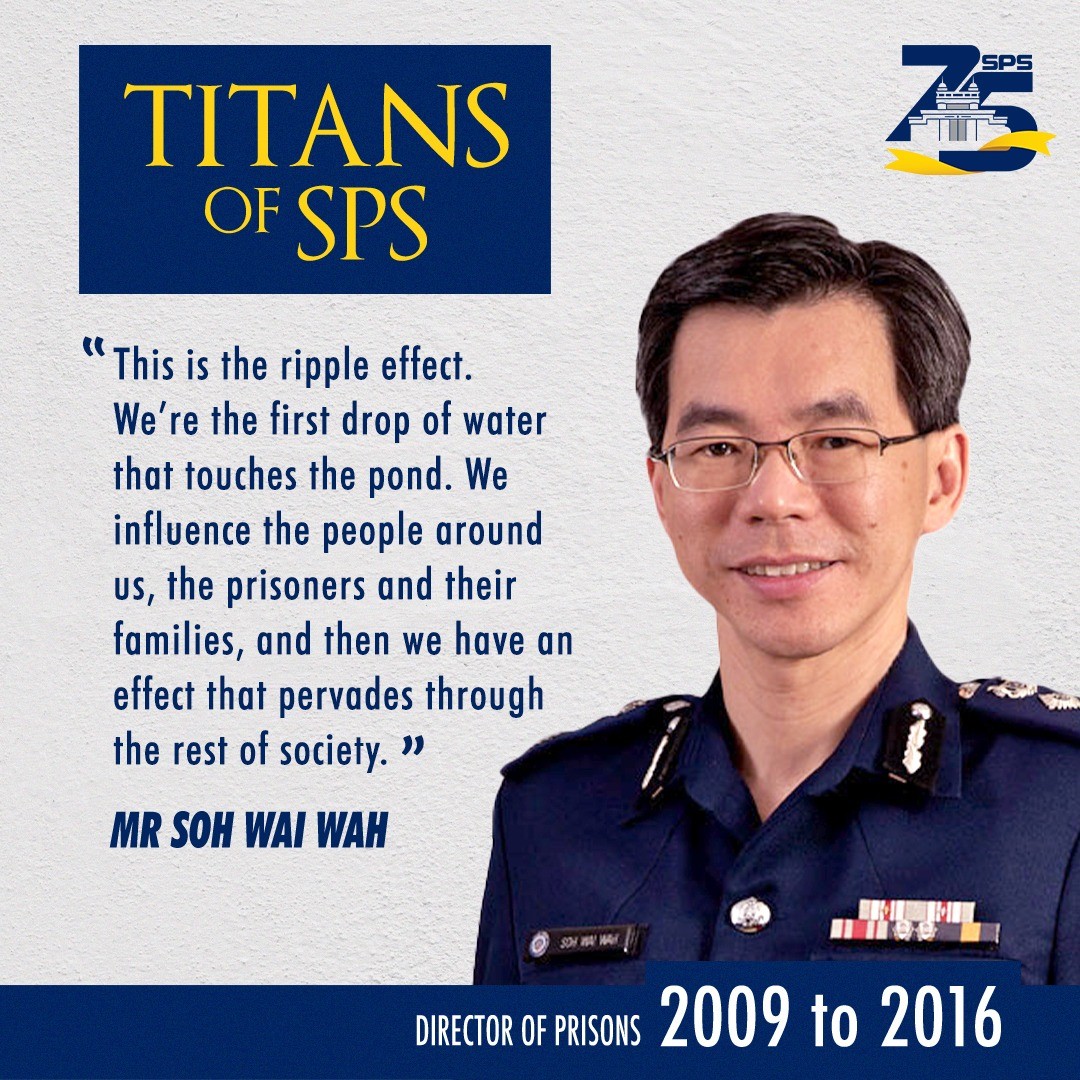 TITANS
OF SPS
75 SPS
“ This is the ripple effect.
We’re the first drop of water
that touches the pond. We
influence the people around
us, the prisoners and their
families, and then we have an
effect that pervades through
the rest of society. ”
MR SOH WAI WAH
SOH WAI WAH
DIRECTOR OF PRISONS 2009 to 2016